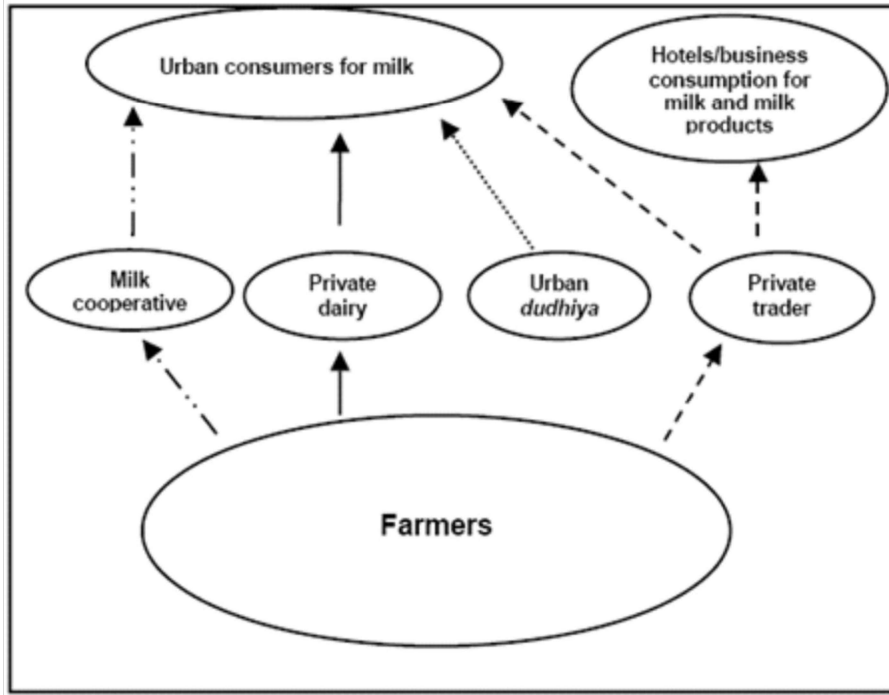 Urban consumers for milk
Hotels/business
consumption for
milk and milk
products
Milk
cooperative
Private
dairy
Urban
dudhiya
Private
trader
Farmers